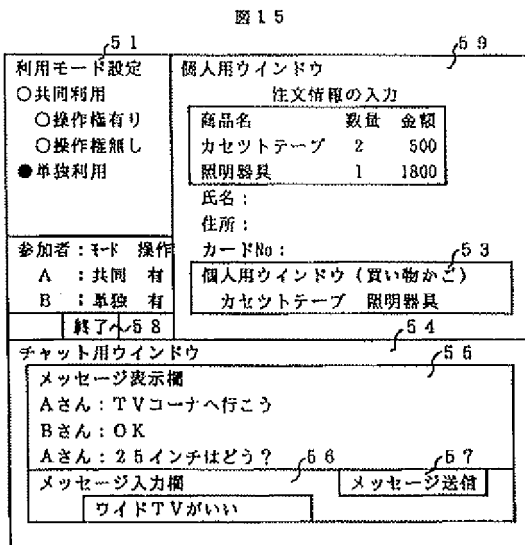 図15
51
59
利用モード設定
○共同利用
○操作権有り
○操作権無し
●単独利用
個人用ウインドウ
注文情報の入力
商品名 数量 金額
カセットテープ 2 500
照明器具 1 1800
氏名：
住所：
カードNo：
参加者：モード 操作
A ：共同 有
B ：単独 有
終了 58
53
個人用ウインドウ（買い物かご）
カセットテープ 照明器具
54
チャット用ウインドウ
55
メッセージ表示欄
Aさん：TVコーナへ行こう
Bさん：OK
Aさん：25インチはどう？
56
57
メッセージ入力欄
メッセージ送信
ワイドTVがいい